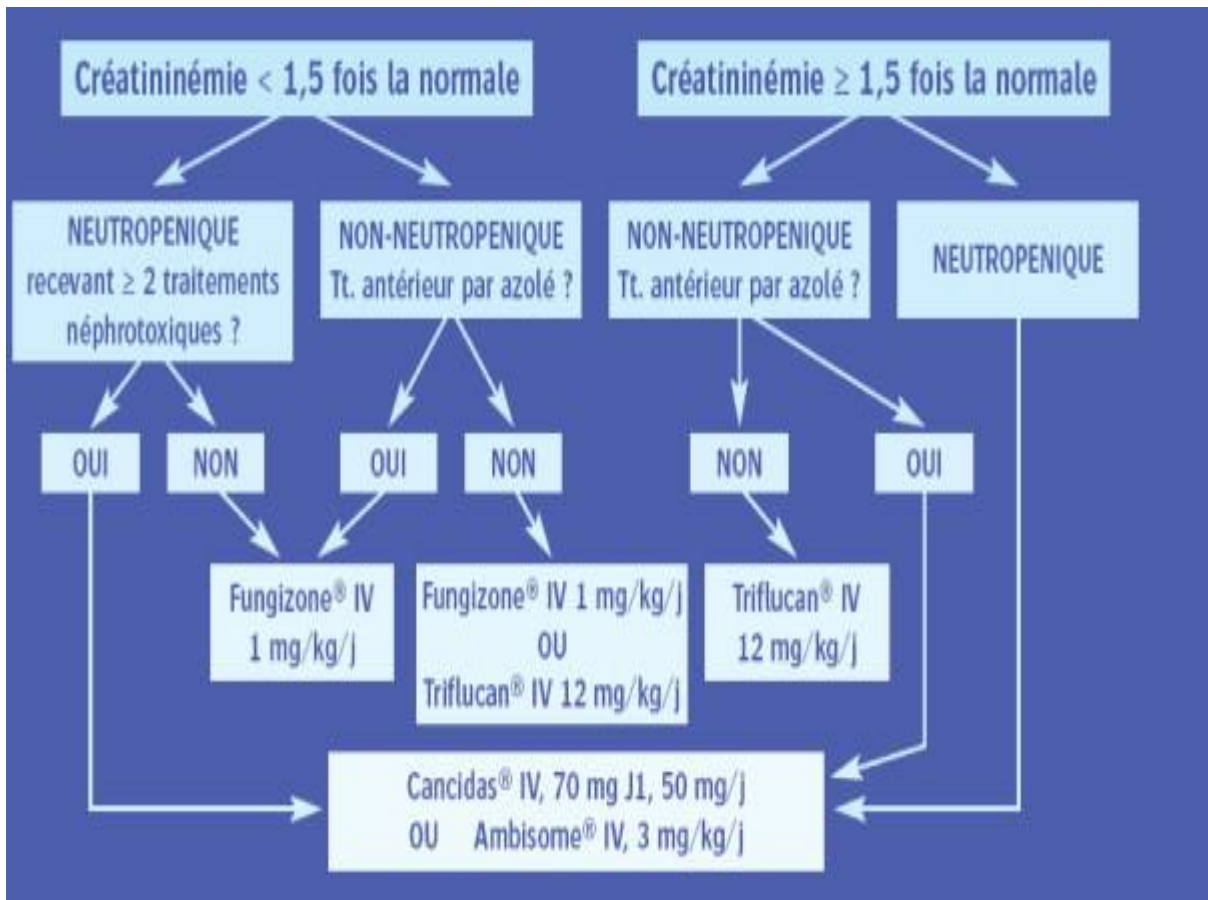 Créatininémie < 1,5 fois la normale
Créatininémie ≥ 1,5 fois la normale
NEUTROPENIQUE
recevant ≥ 2 traitements
néphrotoxiques ?
NON-NEUTROPENIQUE
Tt. antérieur par azolé ?
NON-NEUTROPENIQUE
Tt. antérieur par azolé ?
NEUTROPENIQUE
OUI
NON
OUI
NON
NON
OUI
Fungizone® IV
1 mg/kg/j
Fungizone® IV 1 mg/kg/j
OU
Triflucan® IV 12 mg/kg/j
Triflucan® IV
12 mg/kg/j
Cancidas® IV, 70 mg J1, 50 mg/j
OU Ambisome® IV, 3 mg/kg/j